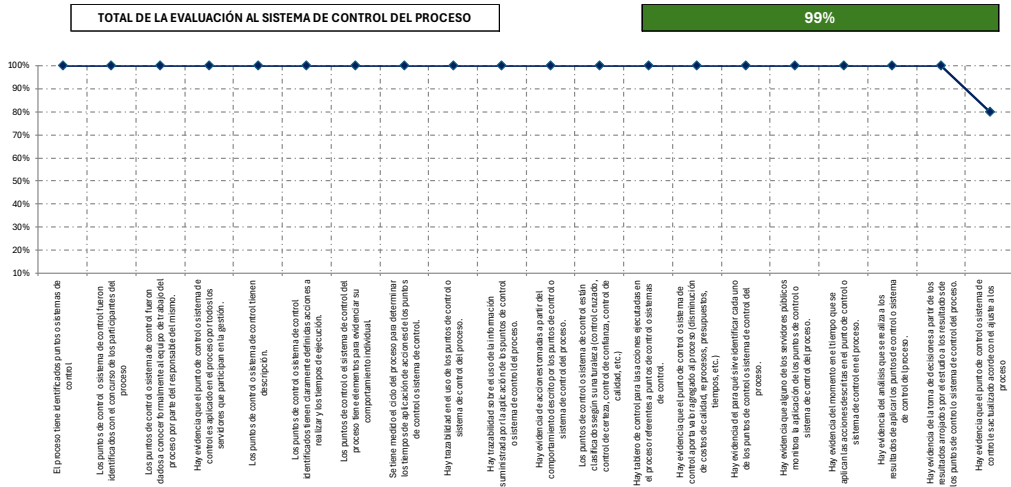 TOTAL DE LA EVALUACIÓN AL SISTEMA DE CONTROL DEL PROCESO
99%
100%
90%
80%
70%
60%
50%
40%
30%
20%
10%
El proceso tiene identificados puntos o sistemas de
control
Los puntos de control o sistema de control fueron
identificados con el concurso de los participantes del
proceso
Los puntos de control o sistema de control fueron
dados a conocer formalmente al equipo de trabajo del
proceso por parte del responsable del mismo.
Hay evidencia que el punto de control o sistema de
control es aplicado en el proceso por todos los
servidores que participan en la gestión.
Los puntos de control o sistema de control tienen
descripción.
Los puntos de control o sistema de control
identificados tienen claramente definidas acciones a
realizar y los tiempos de ejecución.
Los puntos de control o el sistema de control del
proceso tiene elementos para evidenciar su
comportamiento individual.
Se tiene medido el ciclo del proceso para determinar
los tiempos de aplicación de acciones de los puntos
de control o sistema de control.
Hay trazabilidad en el uso de los puntos de control o
sistema de control del proceso.
Hay trazabilidad sobre el uso de la información
suministrada por la aplicación de los puntos de control
o sistema de control del proceso.
Hay evidencia de acciones tomadas a partir del
comportamiento descrito por los puntos de control o
sistema de control del proceso.
Los puntos de control o sistema de control están
clasificados según su naturaleza (control cruzado,
control de certeza, control de confianza, control de
calidad, etc.)
Hay tablero de control para las acciones ejecutadas en
el proceso referentes a puntos de control o sistemas
de control.
Hay evidencia que el punto de control o sistema de
control aporta valor agregado al proceso (disminución
de costos de calidad, de procesos, presupuestos,
tiempos, etc.)
Hay evidencia del para qué sirve identificar cada uno
de los puntos de control o sistema de control del
proceso.
Hay evidencia que alguno de los servidores públicos
monitorea la aplicación de los puntos de control o
sistema de control del proceso.
Hay evidencia del momento en el tiempo que se
aplican las acciones descritas en el punto de control o
sistema de control en el proceso.
Hay evidencia del análisis que se realiza a los
resultados de aplicar los puntos de control o sistema
de control del proceso.
Hay evidencia de la toma de decisiones a partir de los
resultados arrojados por el estudio a los resultados de
los puntos de control o sistema de control del proceso.
Hay evidencia que el punto de control o sistema de
control se ha actualizado acorde con el ajuste a los
proceso